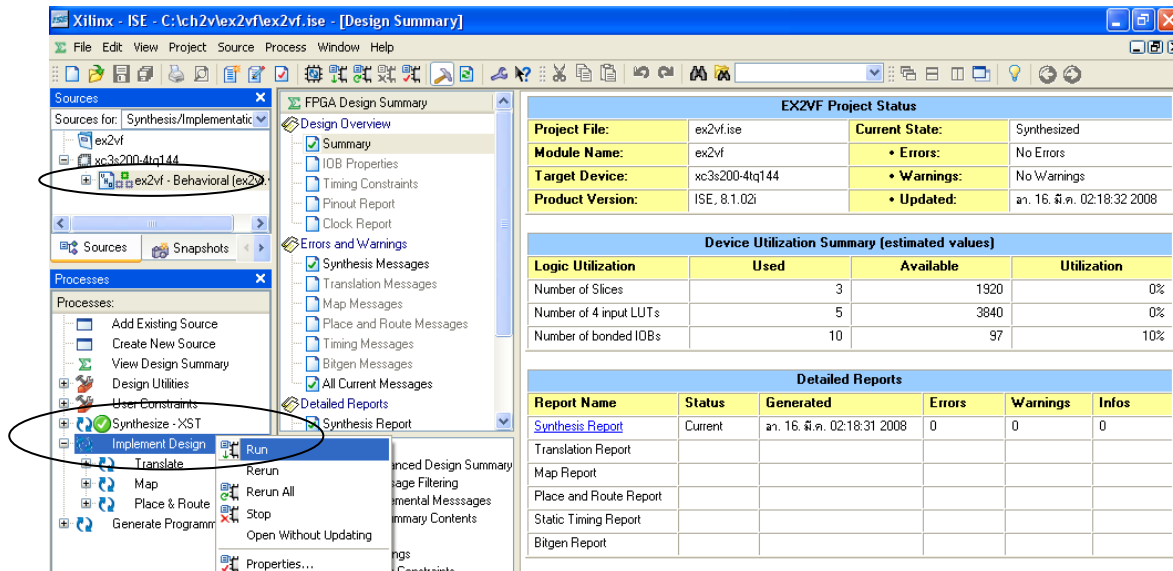 Xilinx - ISE - C:\ch2v\ex2vf\ex2vf.ise - [Design Summary]
File Edit View Project Source Process Window Help
Sources
Sources for: Synthesis/Implementatic
ex2vf
xc3s200-4tq144
ex2vf - Behavioral (ex2vf.
Sources Snapshots
Processes
Processes:
Add Existing Source
Create New Source
View Design Summary
Design Utilities
User Constraints
Synthesize - XST
Implement Design
Translate
Map
Place & Route
Generate Programm
Run
Rerun
Rerun All
Stop
Open Without Updating
Properties...
FPGA Design Summary
Design Overview
Summary
IOB Properties
Timing Constraints
Pinout Report
Clock Report
Errors and Warnings
Synthesis Messages
Translation Messages
Map Messages
Place and Route Messages
Timing Messages
Bitgen Messages
All Current Messages
Detailed Reports
Synthesis Report
anced Design Summary
sage Filtering
emental Messsages
mmary Contents
ngs
EX2VF Project Status
Project File: ex2vf.ise Current State: Synthesized
Module Name: ex2vf • Errors: No Errors
Target Device: xc3s200-4tq144 • Warnings: No Warnings
Product Version: ISE, 8.1.02i • Updated: อา. 16. มี.ค. 02:18:32 2008
Device Utilization Summary (estimated values)
Logic Utilization Used Available Utilization
Number of Slices 3 1920 0%
Number of 4 input LUTs 5 3840 0%
Number of bonded IOBs 10 97 10%
Detailed Reports
Report Name Status Generated Errors Warnings Infos
Synthesis Report Current อา. 16. มี.ค. 02:18:31 2008 0 0 0
Translation Report
Map Report
Place and Route Report
Static Timing Report
Bitgen Report